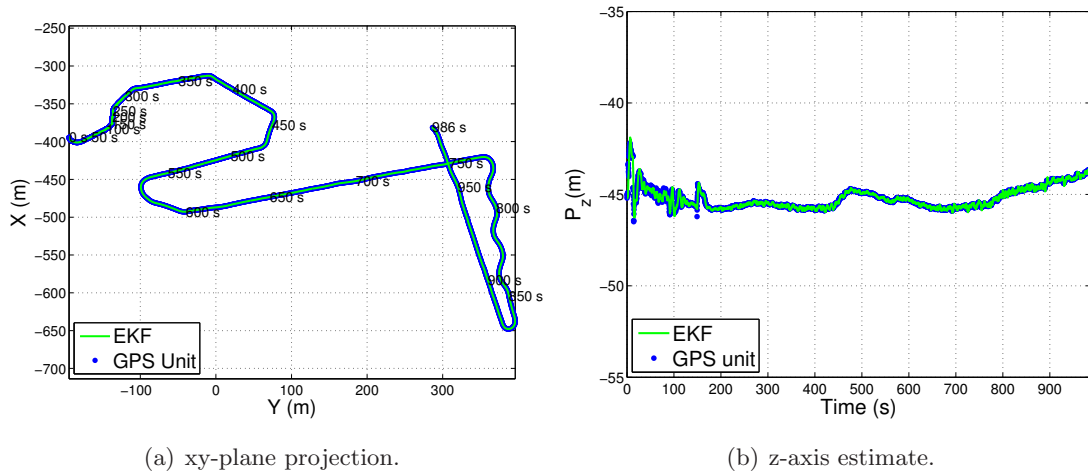 −250
−300
−350
−400
−450
−500
−550
−600
−650
−700
X (m)
−100
0
100
200
300
Y (m)
50 s
250 s
300 s
350 s
400 s
450 s
500 s
550 s
600 s
650 s
700 s
750 s
800 s
850 s
900 s
950 s
986 s
EKF
GPS Unit
(a) xy-plane projection.
−35
−40
−45
−50
−55
P_z (m)
0
100
200
300
400
500
600
700
800
900
Time (s)
EKF
GPS unit
(b) z-axis estimate.